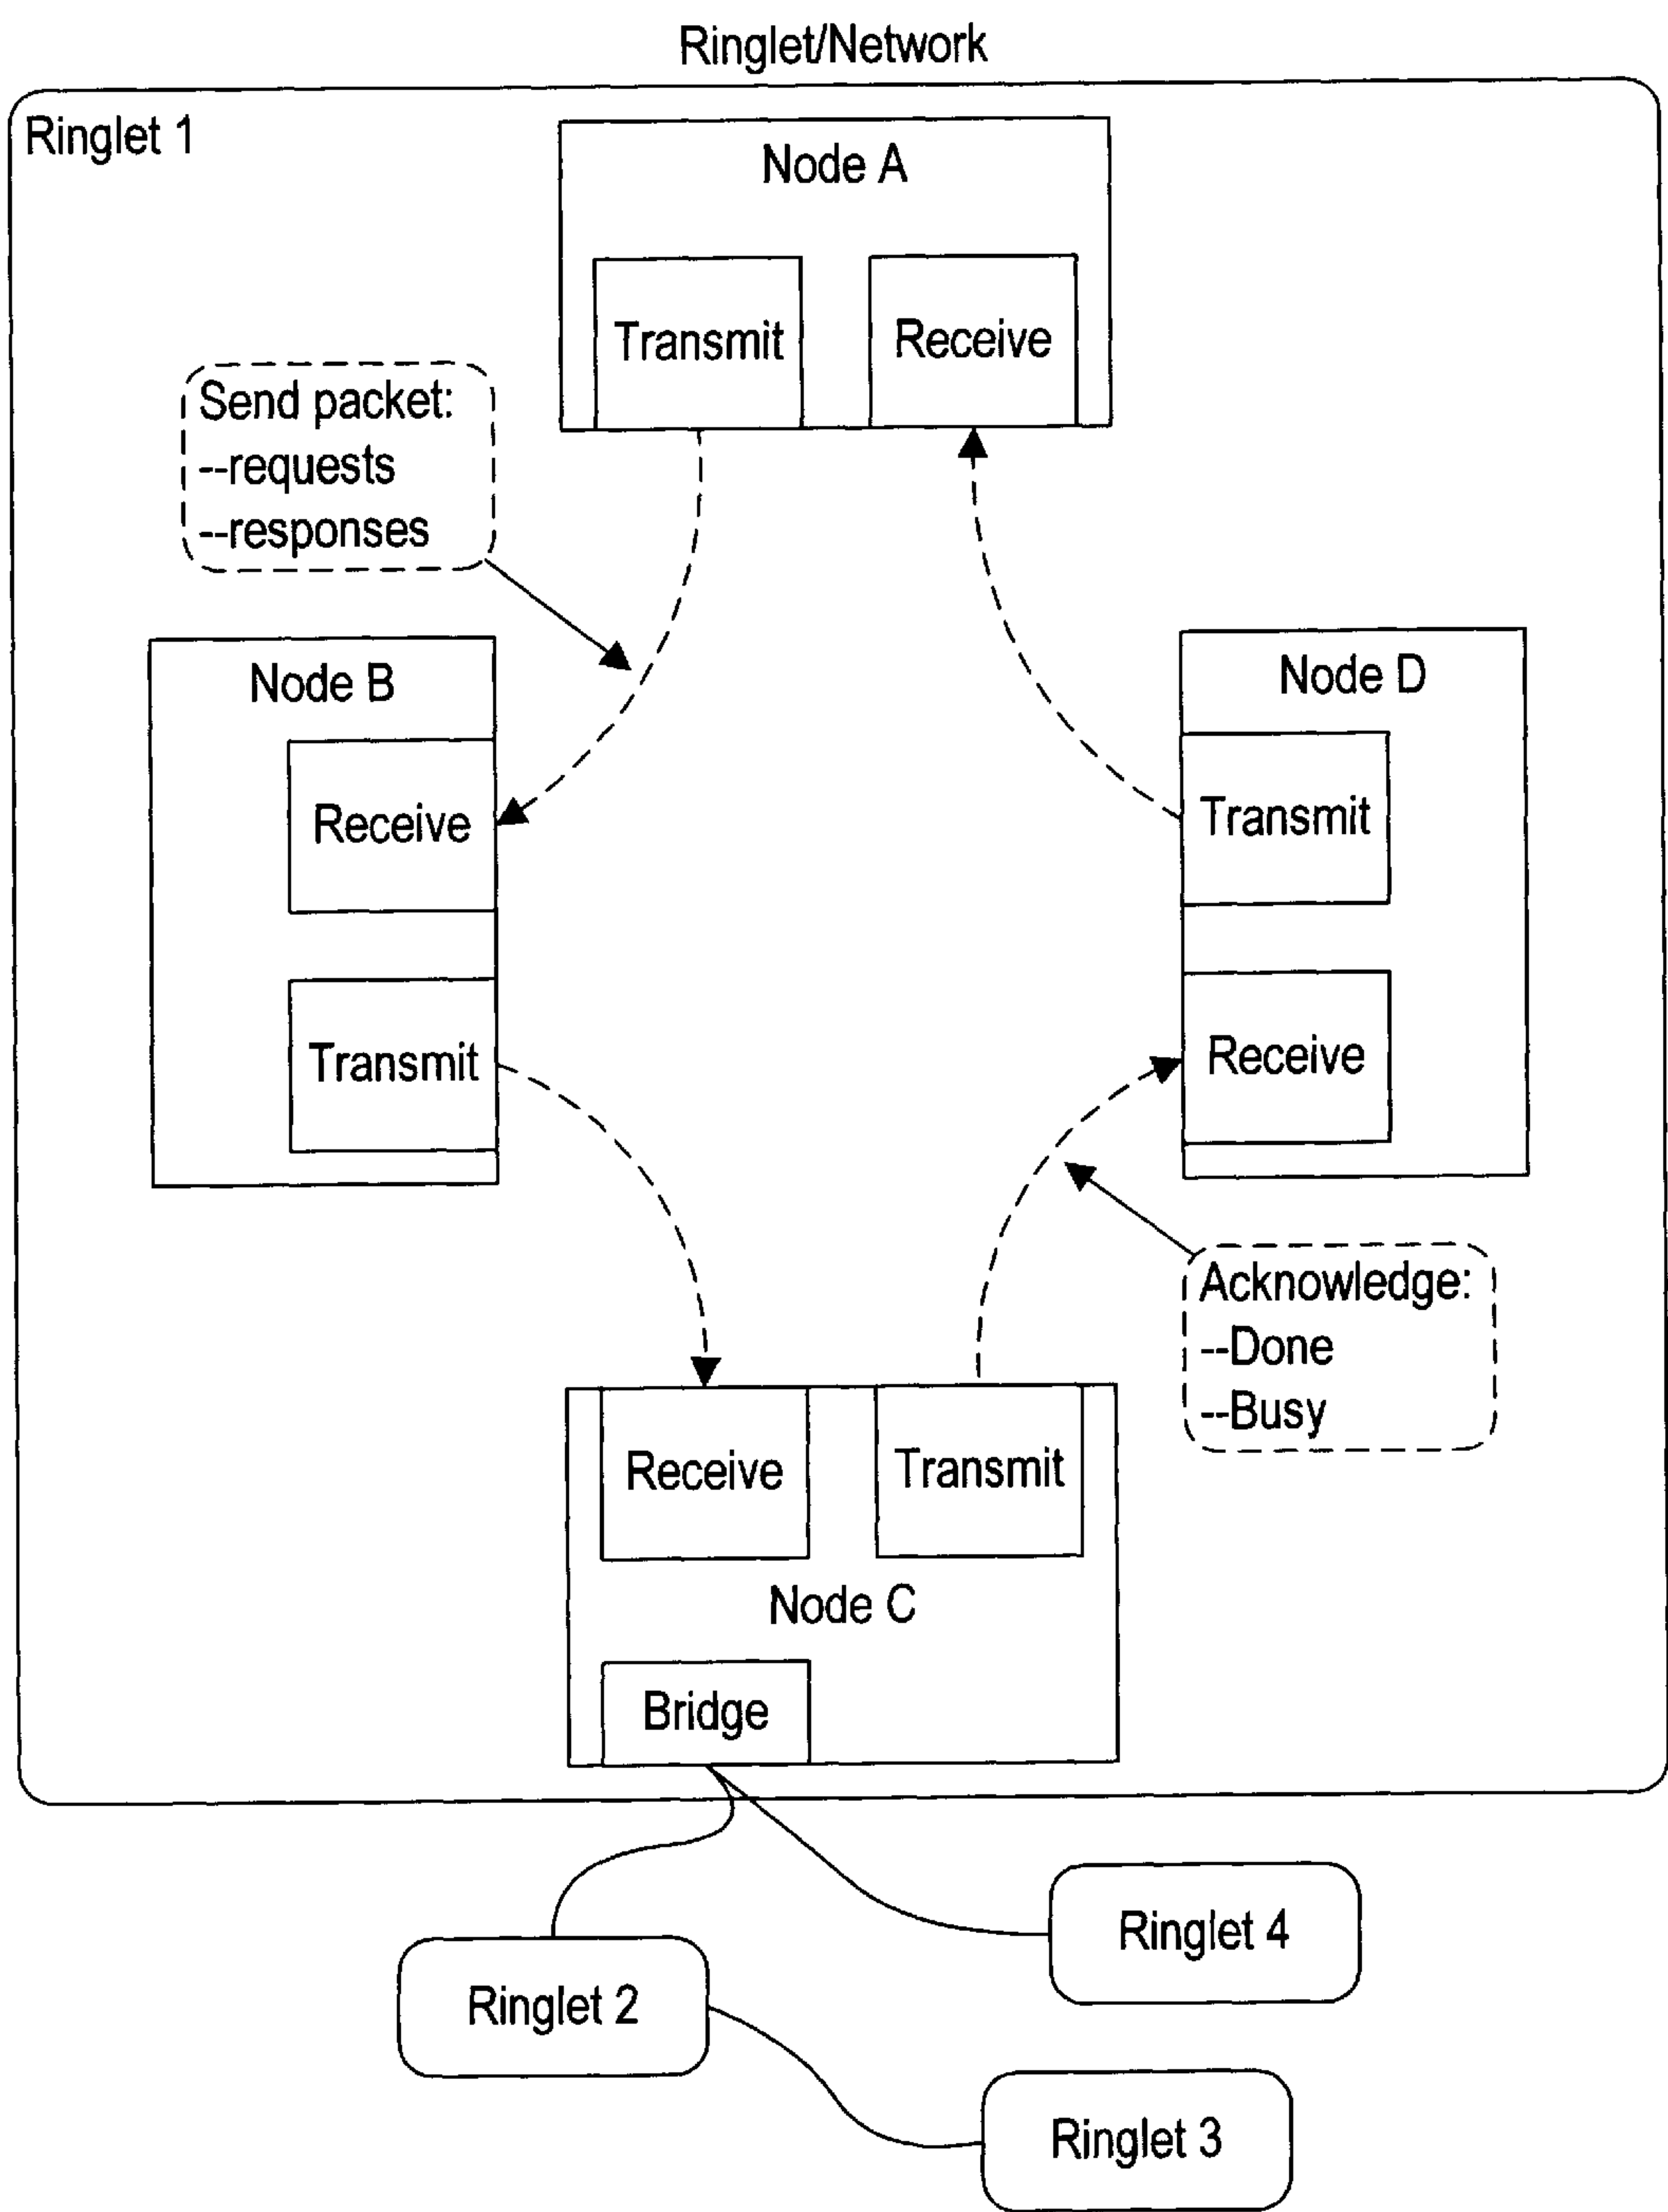 Ringlet/Network
Ringlet 1
Node A
Transmit
Receive
Send packet:
--requests
--responses
Node B
Receive
Transmit
Node D
Transmit
Receive
Acknowledge:
--Done
--Busy
Receive
Transmit
Node C
Bridge
Ringlet 4
Ringlet 2
Ringlet 3